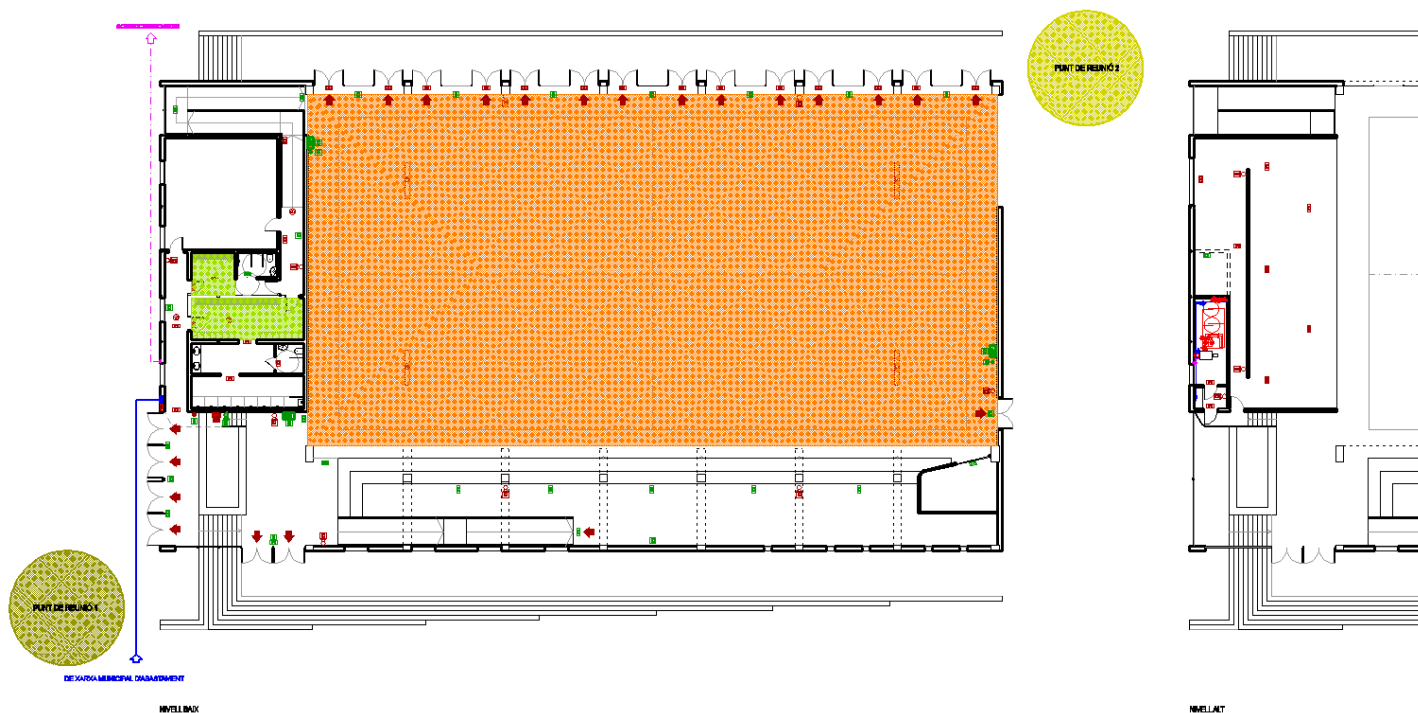 PUNT DE REUNIÓ 2
PUNT DE REUNIÓ 1
DE XARXA MUNICIPAL D'ABASTAMENT
NIVELL BAIX
NIVELL ALT